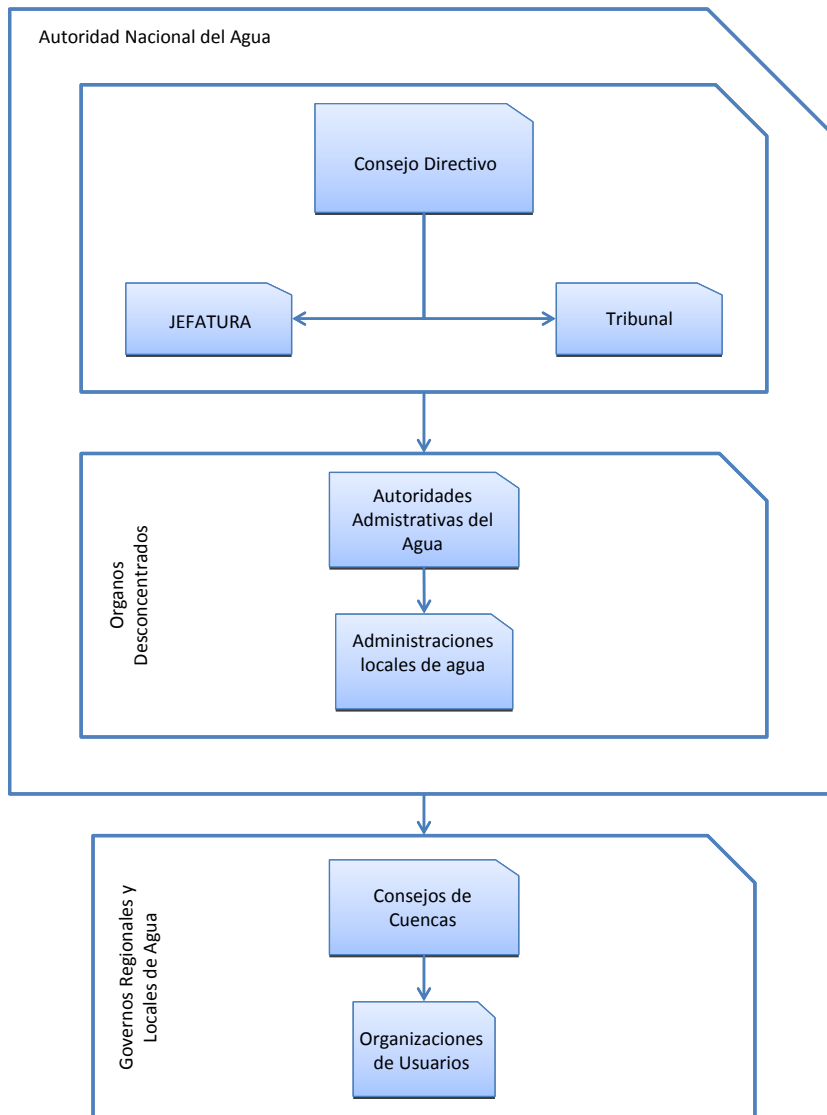 Autoridad Nacional del Agua
Consejo Directivo
JEFATURA
Tribunal
Organos
Desconcentrados
Autoridades
Admistrativas del
Agua
Administraciones
locales de agua
Governos Regionales y
Locales de Agua
Consejos de
Cuencas
Organizaciones
de Usuarios